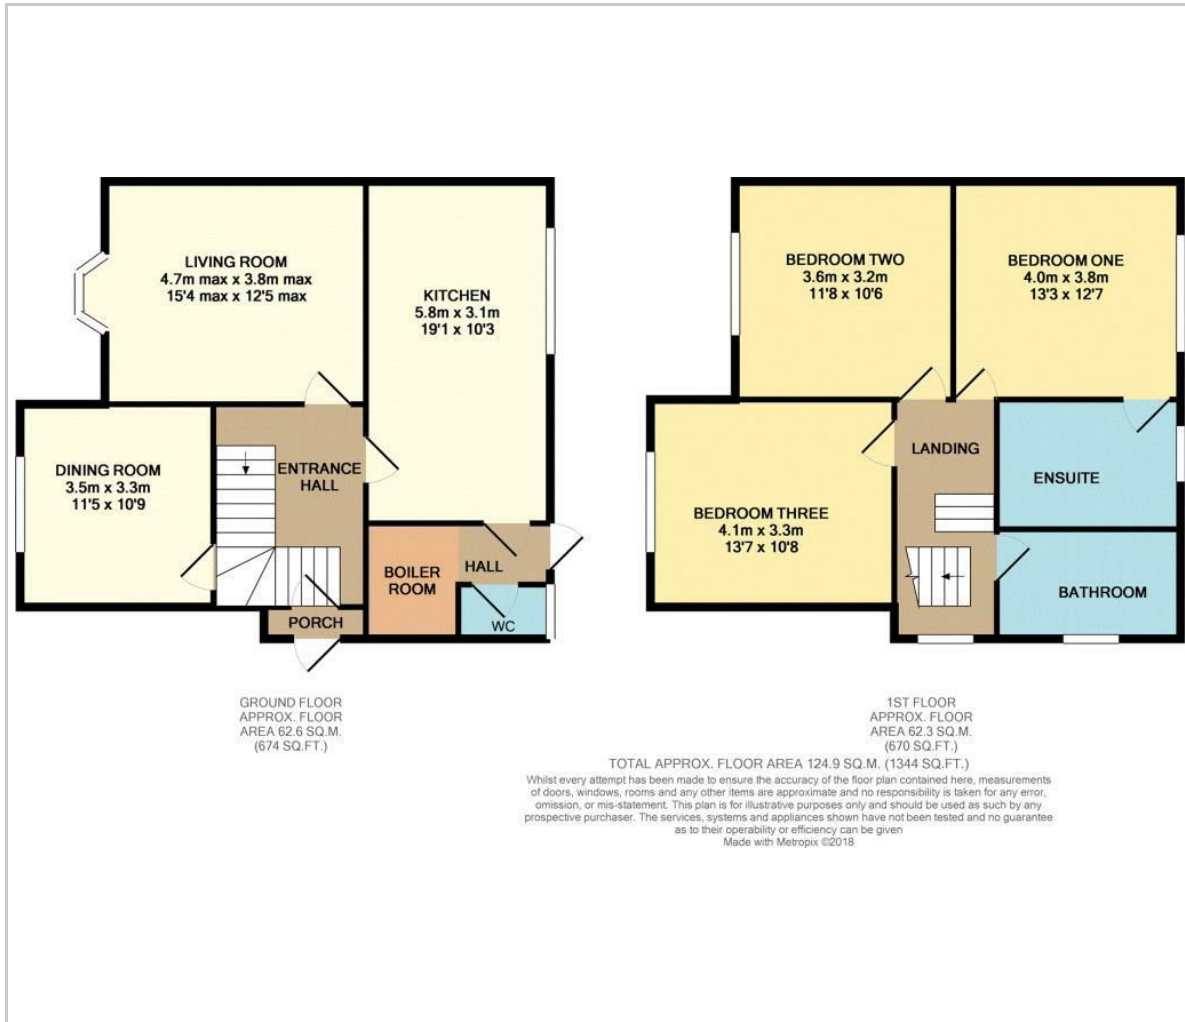 LIVING ROOM
4.7m max x 3.8m max
15'4 max x 12'5 max
KITCHEN
5.8m x 3.1m
19'1 x 10'3
DINING ROOM
3.5m x 3.3m
11'5 x 10'9
ENTRANCE
HALL
BOILER
ROOM
HALL
WC
PORCH
GROUND FLOOR
APPROX. FLOOR
AREA 62.6 SQ.M.
(674 SQ.FT.)
BEDROOM TWO
3.6m x 3.2m
11'8 x 10'6
BEDROOM ONE
4.0m x 3.8m
13'3 x 12'7
LANDING
ENSUITE
BEDROOM THREE
4.1m x 3.3m
13'7 x 10'8
BATHROOM
1ST FLOOR
APPROX. FLOOR
AREA 62.3 SQ.M.
(670 SQ.FT.)
TOTAL APPROX. FLOOR AREA 124.9 SQ.M. (1344 SQ.FT.)
Whilst every attempt has been made to ensure the accuracy of the floor plan contained here, measurements
of doors, windows, rooms and any other items are approximate and no responsibility is taken for any error,
omission, or mis-statement. This plan is for illustrative purposes only and should be used as such by any
prospective purchaser. The services, systems and appliances shown have not been tested and no guarantee
as to their operability or efficiency can be given
Made with Metropix ©2018